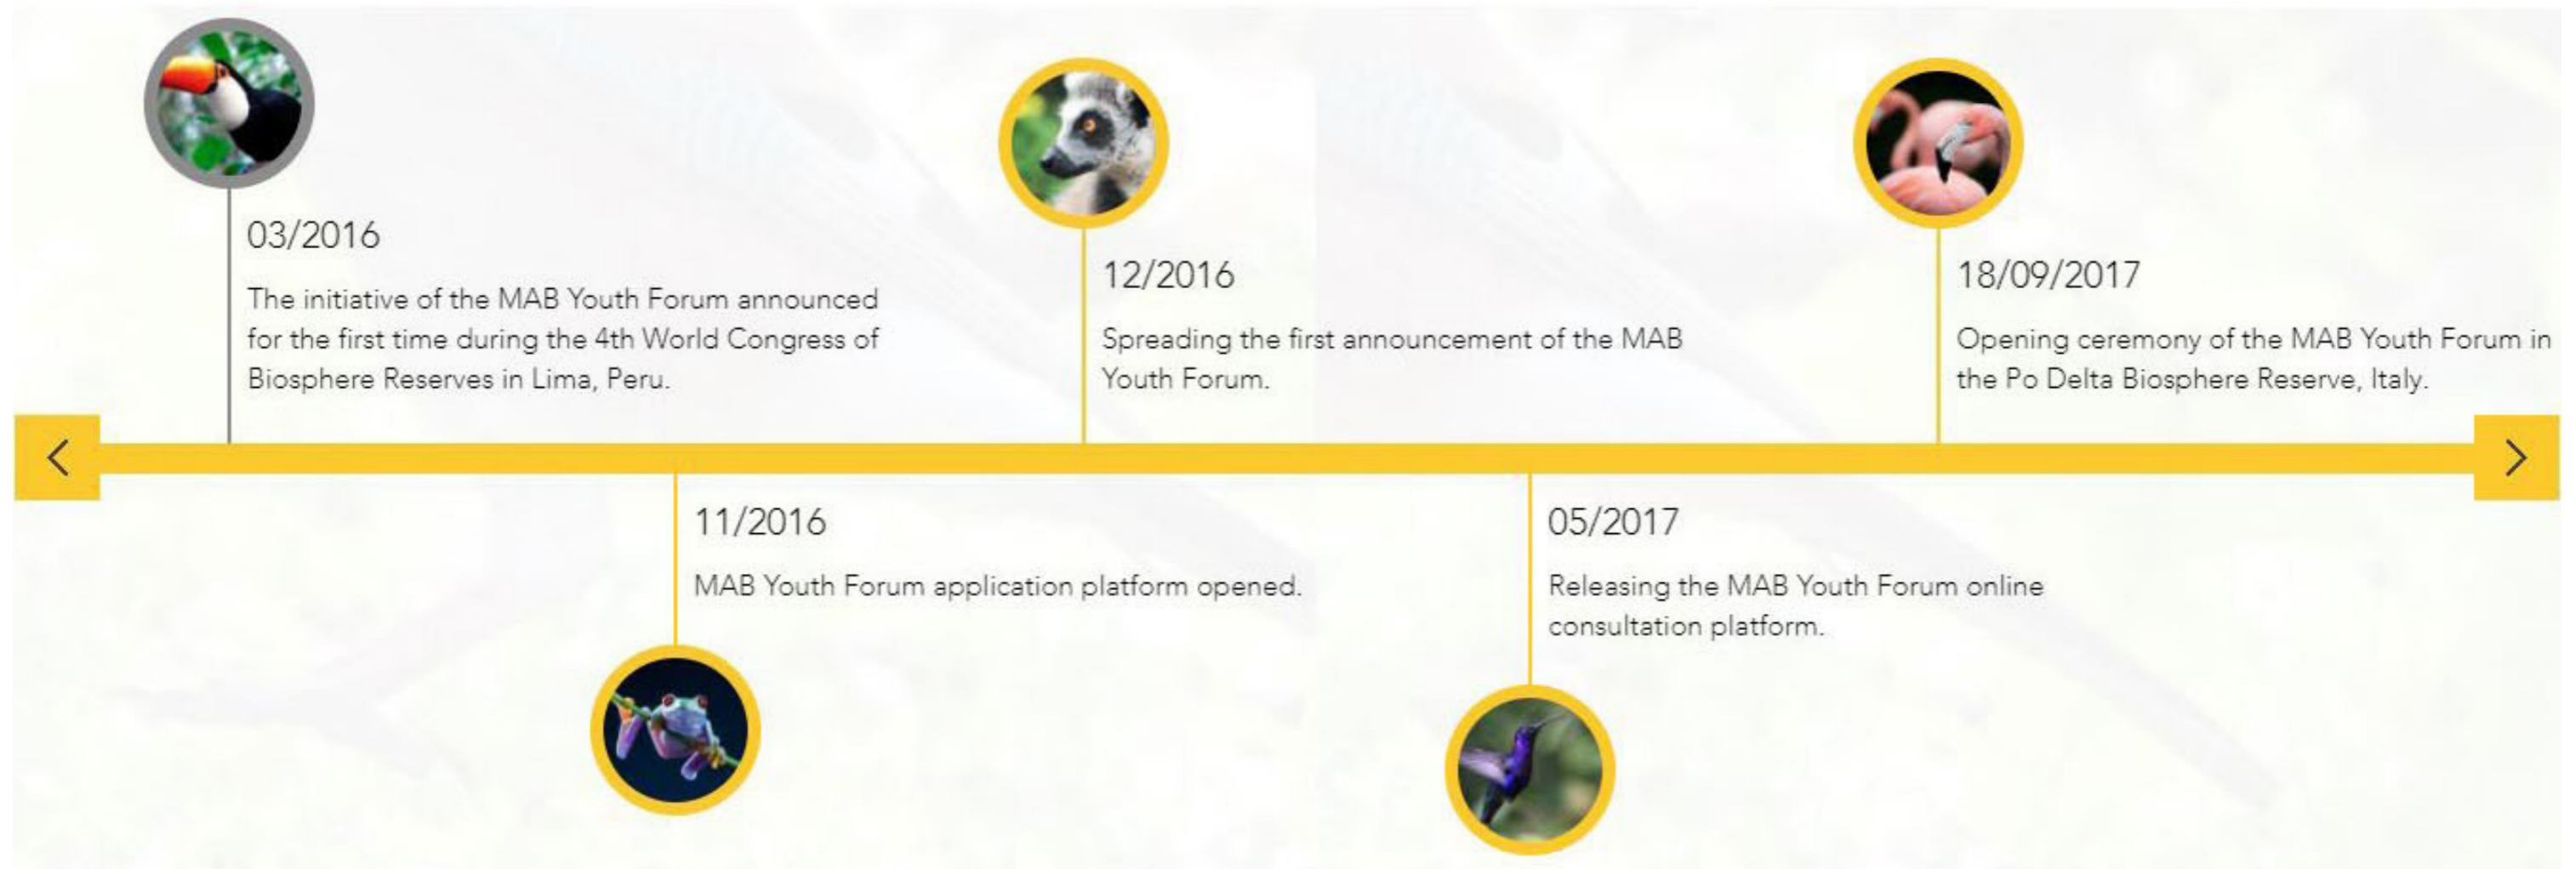 03/2016
The initiative of the MAB Youth Forum announced
for the first time during the 4th World Congress of
Biosphere Reserves in Lima, Peru.
11/2016
MAB Youth Forum application platform opened.
12/2016
Spreading the first announcement of the MAB
Youth Forum.
05/2017
Releasing the MAB Youth Forum online
consultation platform.
18/09/2017
Opening ceremony of the MAB Youth Forum in
the Po Delta Biosphere Reserve, Italy.